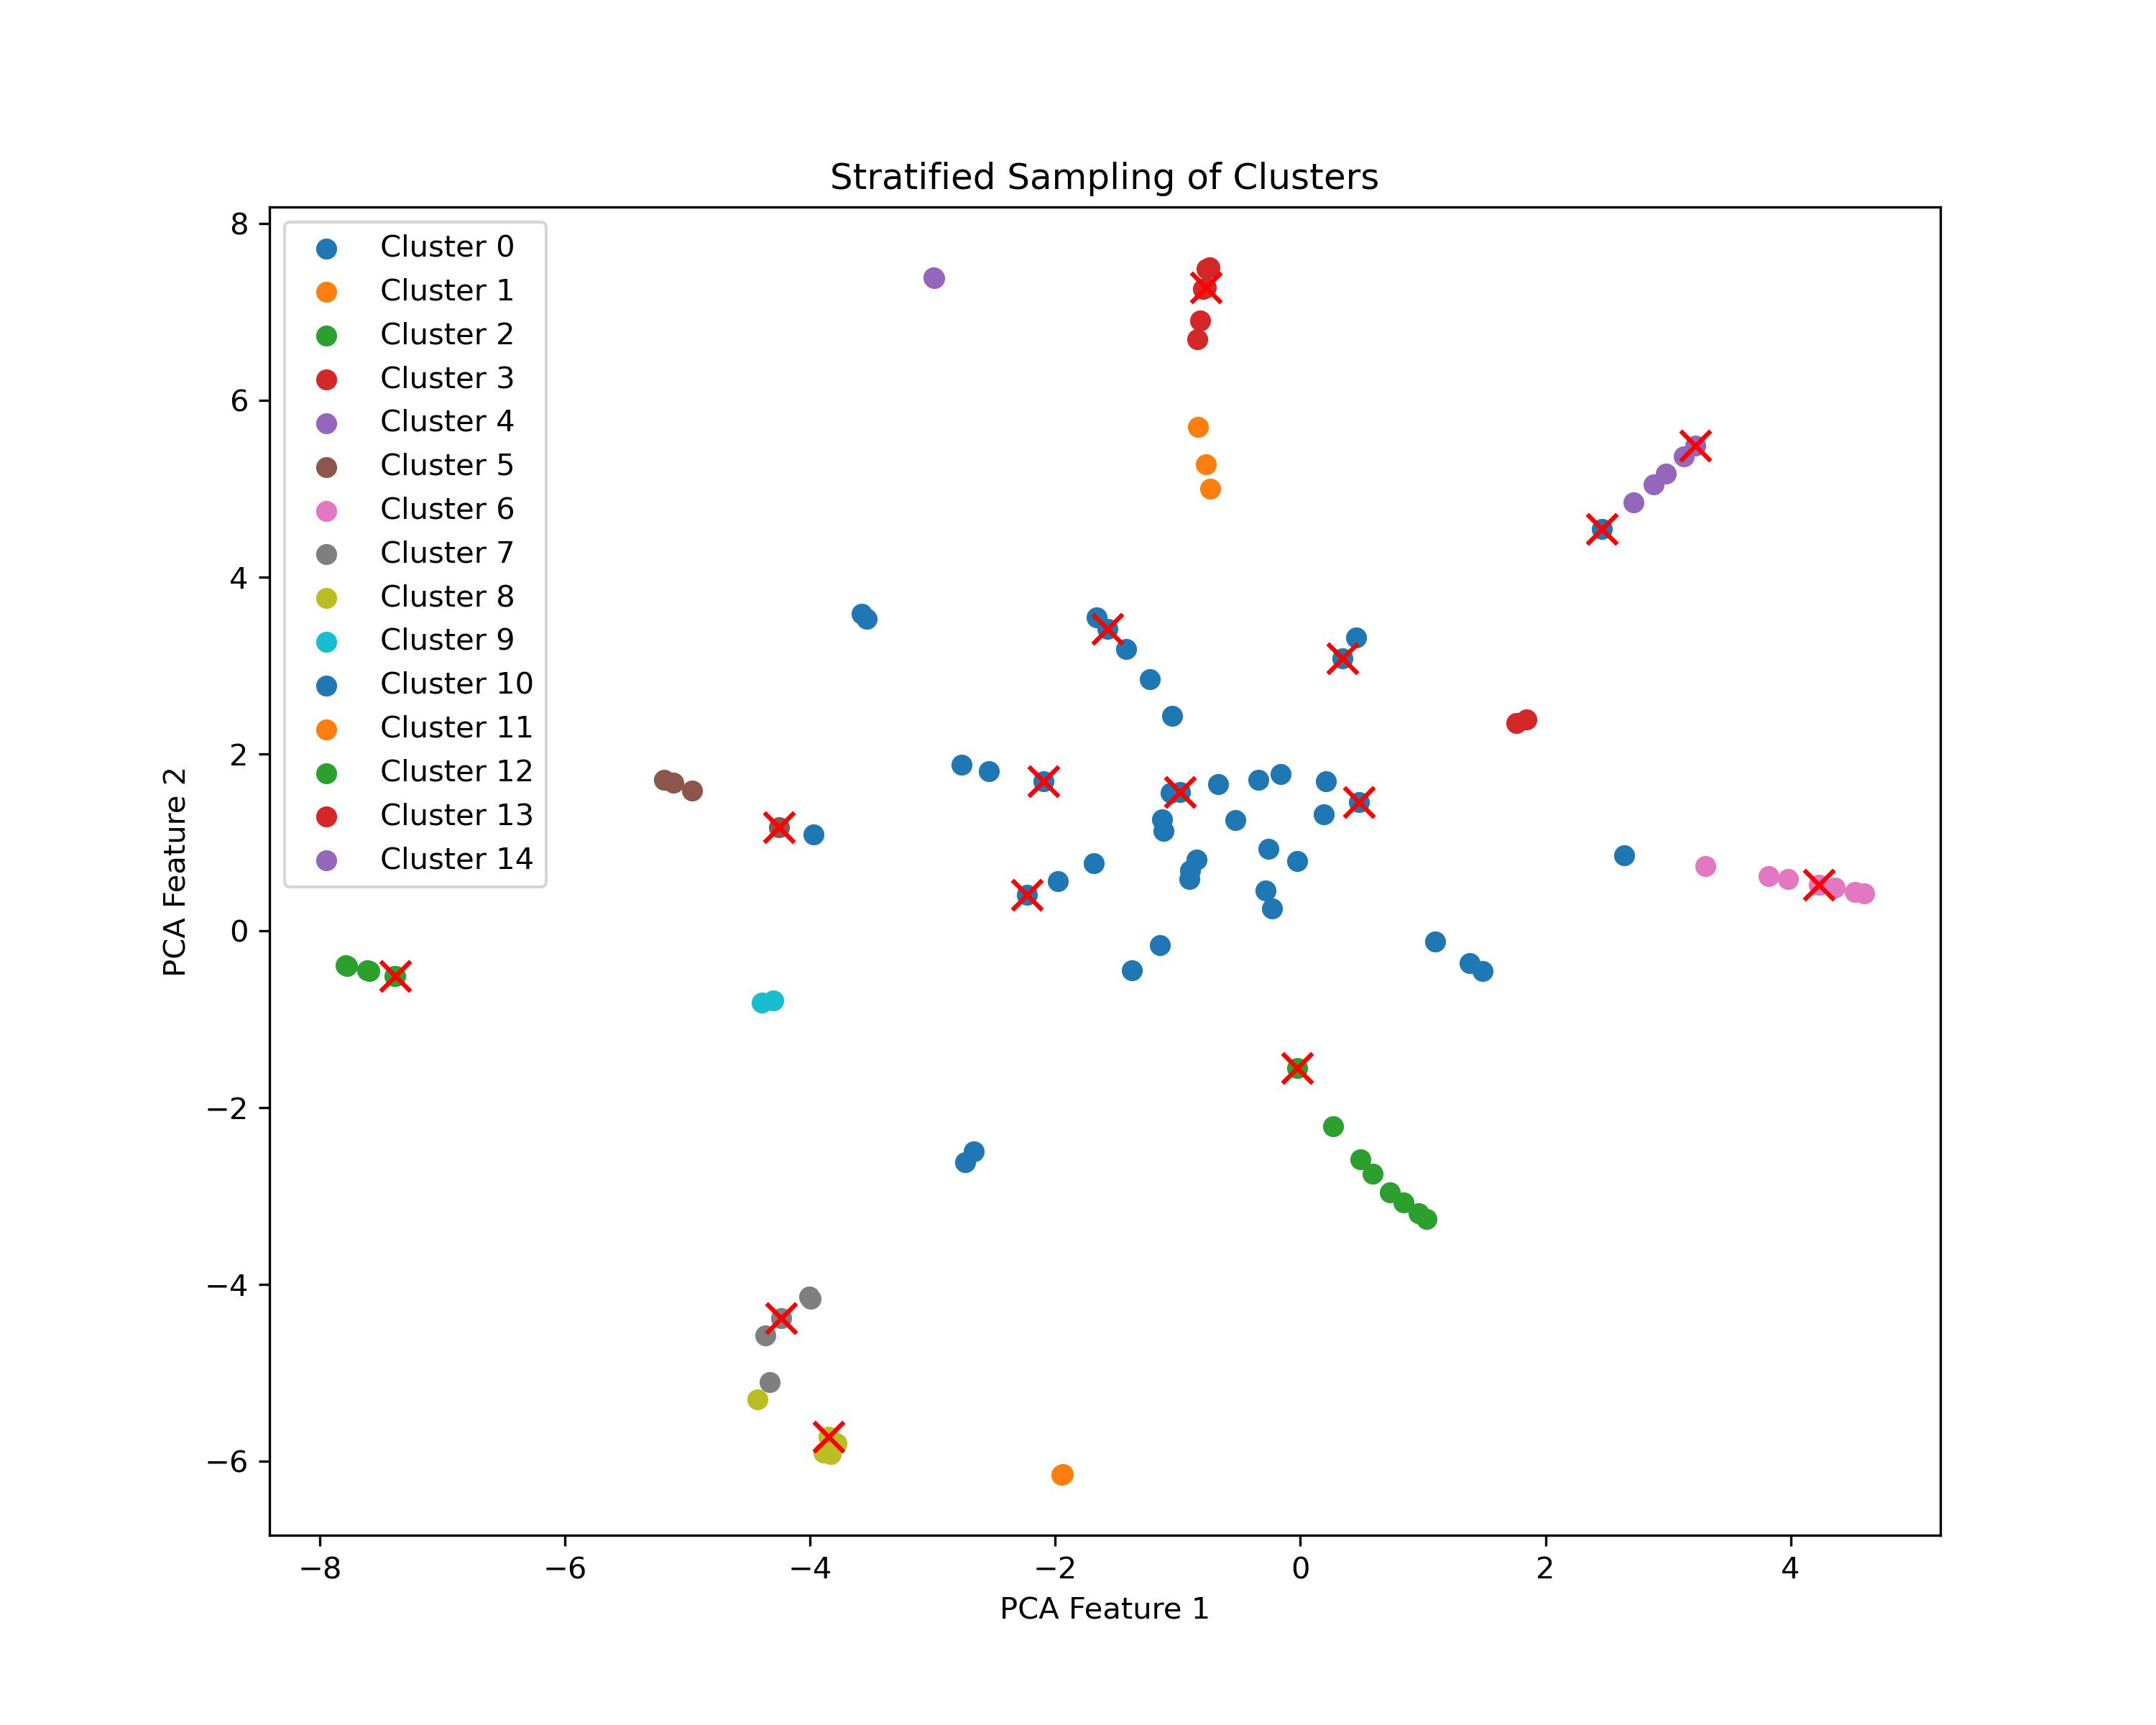 Stratified Sampling of Clusters
8
6
4
2
0
−2
−4
−6
PCA Feature 2
Cluster 0
Cluster 1
Cluster 2
Cluster 3
Cluster 4
Cluster 5
Cluster 6
Cluster 7
Cluster 8
Cluster 9
Cluster 10
Cluster 11
Cluster 12
Cluster 13
Cluster 14
−8 −6 −4 −2 0 2 4
PCA Feature 1